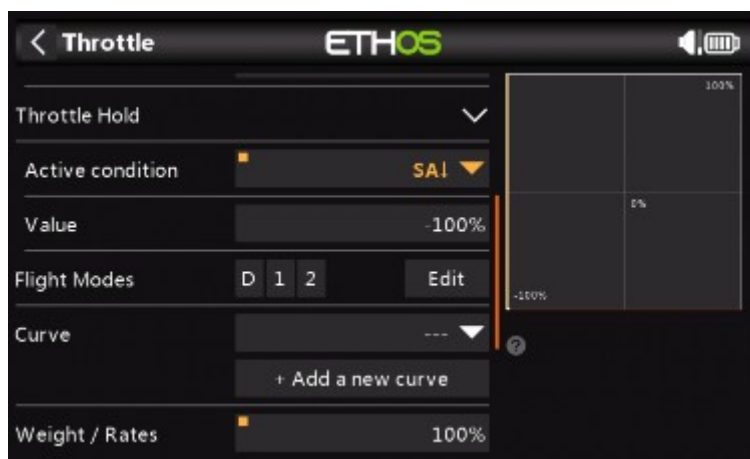 Throttle
ETHOS
Throttle Hold
Active condition
SA↓
Value
-100%
Flight Modes
D 1 2
Edit
Curve
---
+ Add a new curve
Weight / Rates
100%
100%
0%
-100%
?